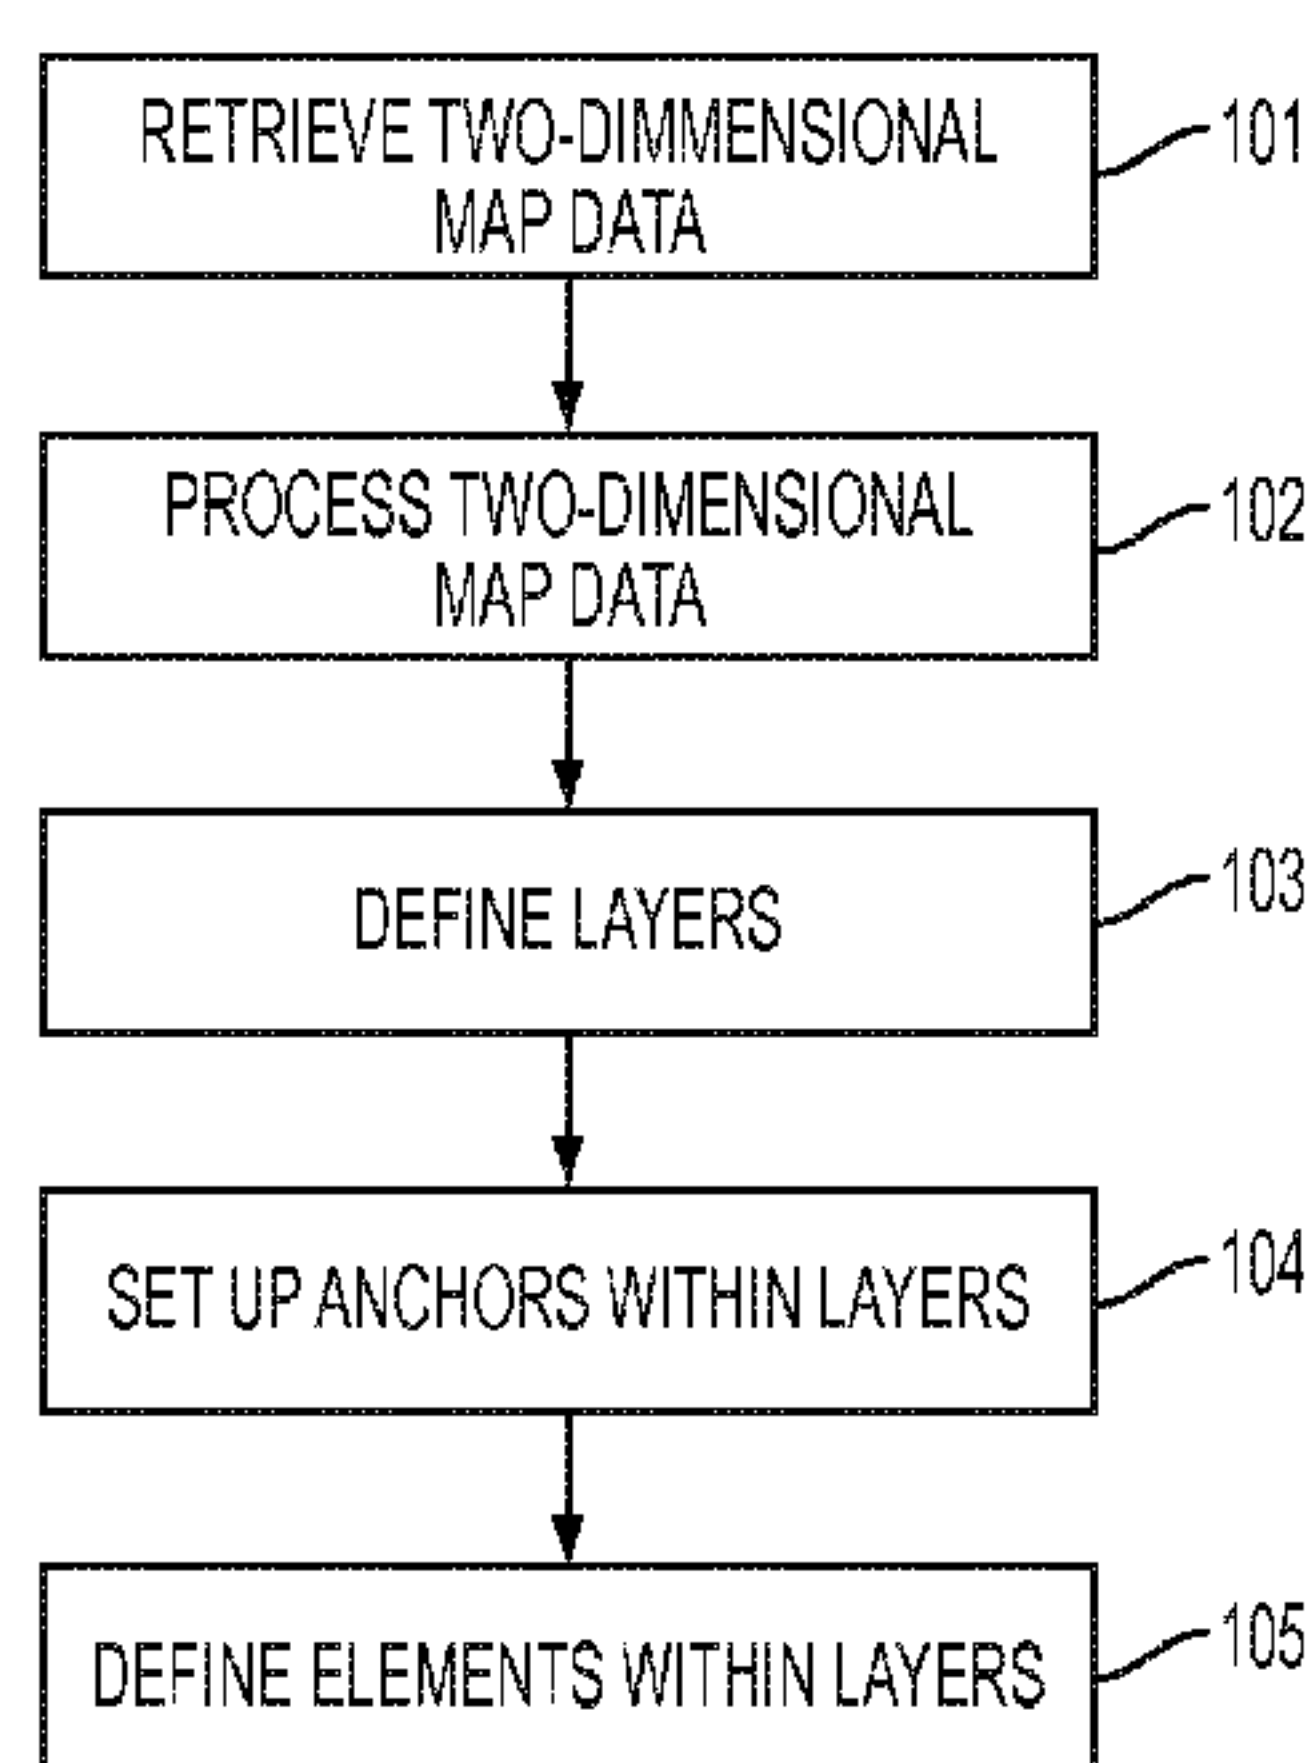 RETRIEVE TWO-DIMMENSIONAL
MAP DATA
101
PROCESS TWO-DIMENSIONAL
MAP DATA
102
DEFINE LAYERS
103
SET UP ANCHORS WITHIN LAYERS
104
DEFINE ELEMENTS WITHIN LAYERS
105